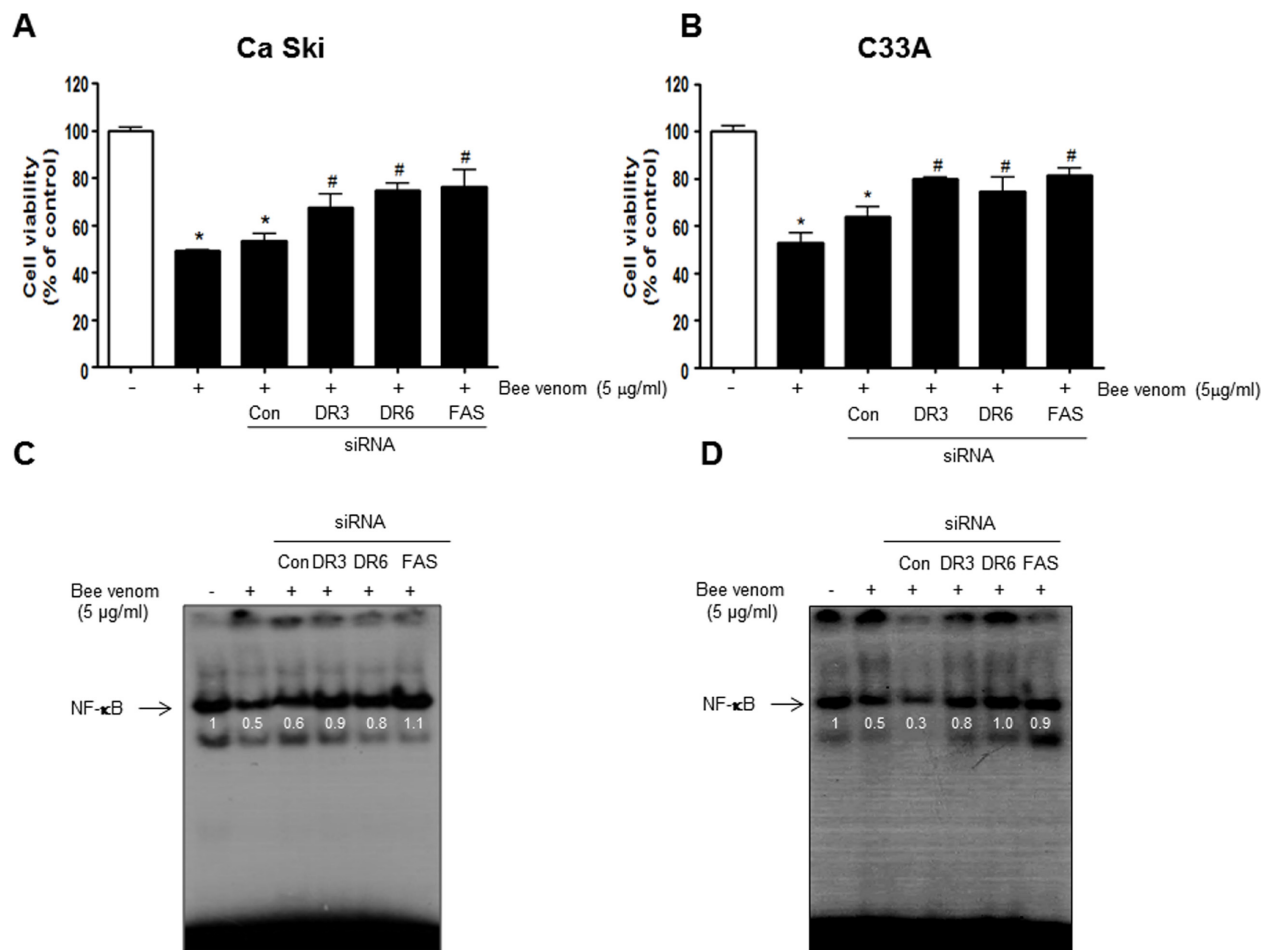 A
Ca Ski
Cell viability
(% of control)
120
100
80
60
40
20
0
* * # # #
- + + + + + Bee venom (5 μg/ml)
Con DR3 DR6 FAS
siRNA
B
C33A
Cell viability
(% of control)
120
100
80
60
40
20
0
* * # # #
- + + + + + Bee venom (5μg/ml)
Con DR3 DR6 FAS
siRNA
C
siRNA
Con DR3 DR6 FAS
Bee venom - + + + + +
(5 μg/ml)
NF-κB →
1 0.5 0.6 0.9 0.8 1.1
D
siRNA
Con DR3 DR6 FAS
Bee venom - + + + + +
(5 μg/ml)
NF-κB →
1 0.5 0.3 0.8 1.0 0.9